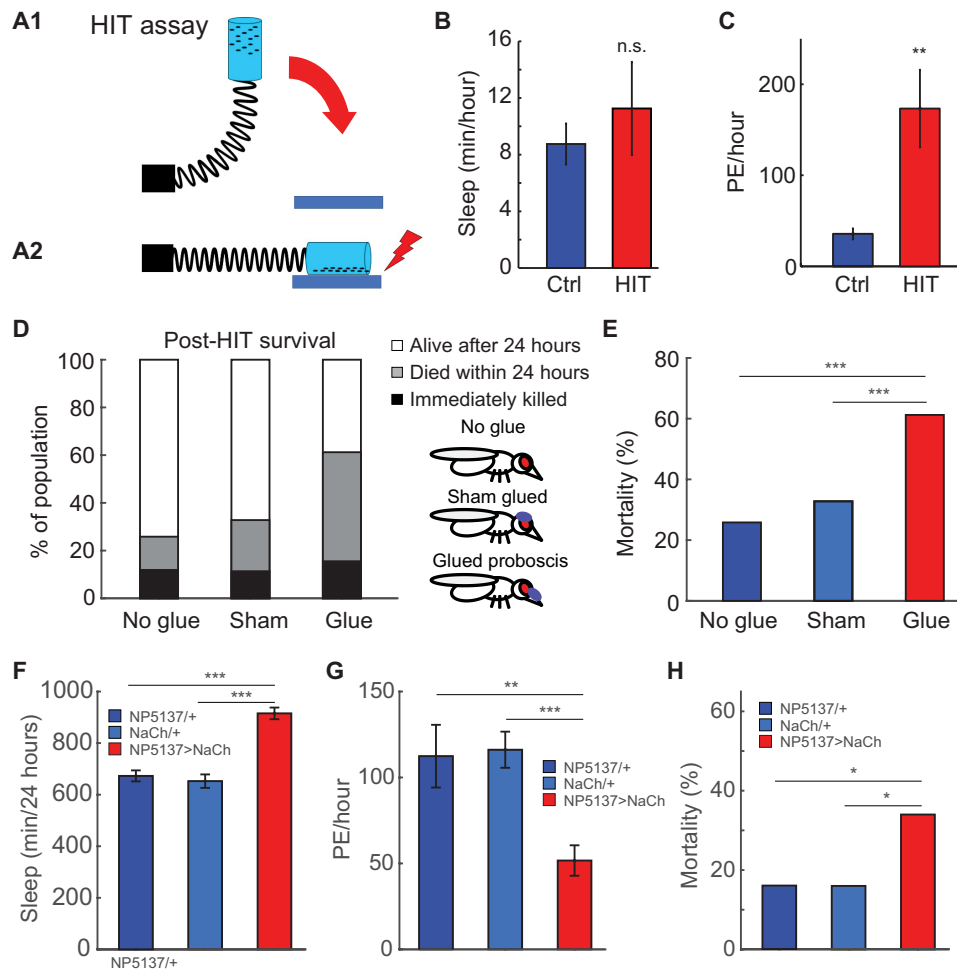 A1
HIT assay
A2
B
Sleep (min/hour)
16
12
8
4
0
n.s.
Ctrl
HIT
C
PE/hour
200
100
0
**
Ctrl
HIT
D
Post-HIT survival
% of population
100
80
60
40
20
0
No glue
Sham
Glue
Alive after 24 hours
Died within 24 hours
Immediately killed
No glue
Sham glued
Glued proboscis
E
Mortality (%)
80
60
40
20
0
***
***
No glue
Sham
Glue
F
Sleep (min/24 hours)
1000
800
600
400
200
0
***
***
NP5137/+
NaCh/+
NP5137>NaCh
NP5137/+
G
PE/hour
150
100
50
0
**
***
NP5137/+
NaCh/+
NP5137>NaCh
H
Mortality (%)
60
40
20
0
NP5137/+
NaCh/+
NP5137>NaCh
*
*